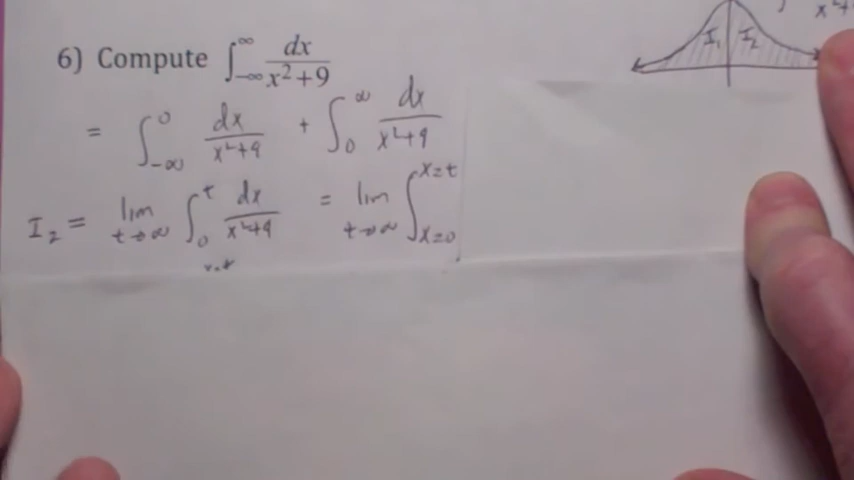 6) Compute ∫_{-∞}^{∞} dx/(x²+9)
I₁ I₂
= ∫_{-∞}^{0} dx/(x²+9) + ∫_{0}^{∞} dx/(x²+9)
I₂ = lim_{t→∞} ∫_{0}^{t} dx/(x²+9) = lim_{t→∞} ∫_{x=0}^{x=t}